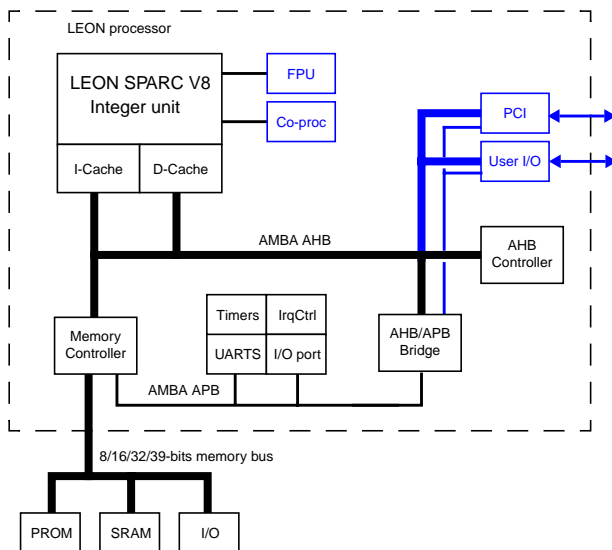 LEON processor
LEON SPARC V8
Integer unit
FPU
Co-proc
PCI
User I/O
I-Cache
D-Cache
AMBA AHB
AHB
Controller
Timers
IrqCtrl
UARTS
I/O port
Memory
Controller
AHB/APB
Bridge
AMBA APB
8/16/32/39-bits memory bus
PROM
SRAM
I/O